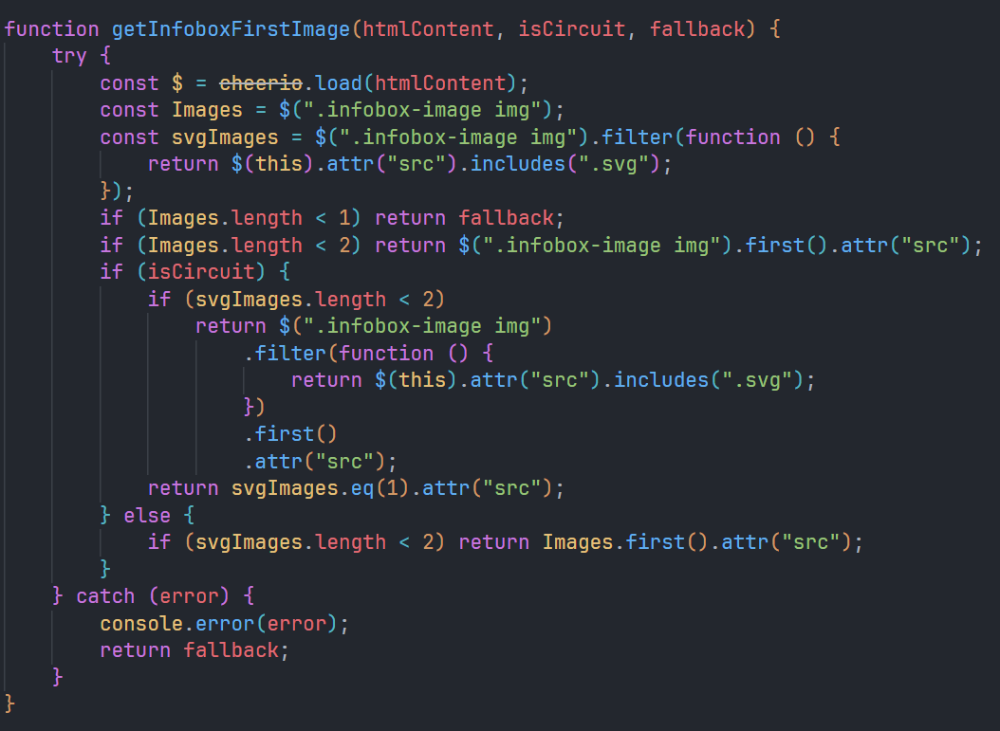 function getInfoboxFirstImage(htmlContent, isCircuit, fallback) {
    try {
        const $ = cheerio.load(htmlContent);
        const Images = $(".infobox-image img");
        const svgImages = $(".infobox-image img").filter(function () {
            return $(this).attr("src").includes(".svg");
        });
        if (Images.length < 1) return fallback;
        if (Images.length < 2) return $(".infobox-image img").first().attr("src");
        if (isCircuit) {
            if (svgImages.length < 2)
                return $(".infobox-image img")
                    .filter(function () {
                        return $(this).attr("src").includes(".svg");
                    })
                    .first()
                    .attr("src");
            return svgImages.eq(1).attr("src");
        } else {
            if (svgImages.length < 2) return Images.first().attr("src");
        }
    } catch (error) {
        console.error(error);
        return fallback;
    }
}